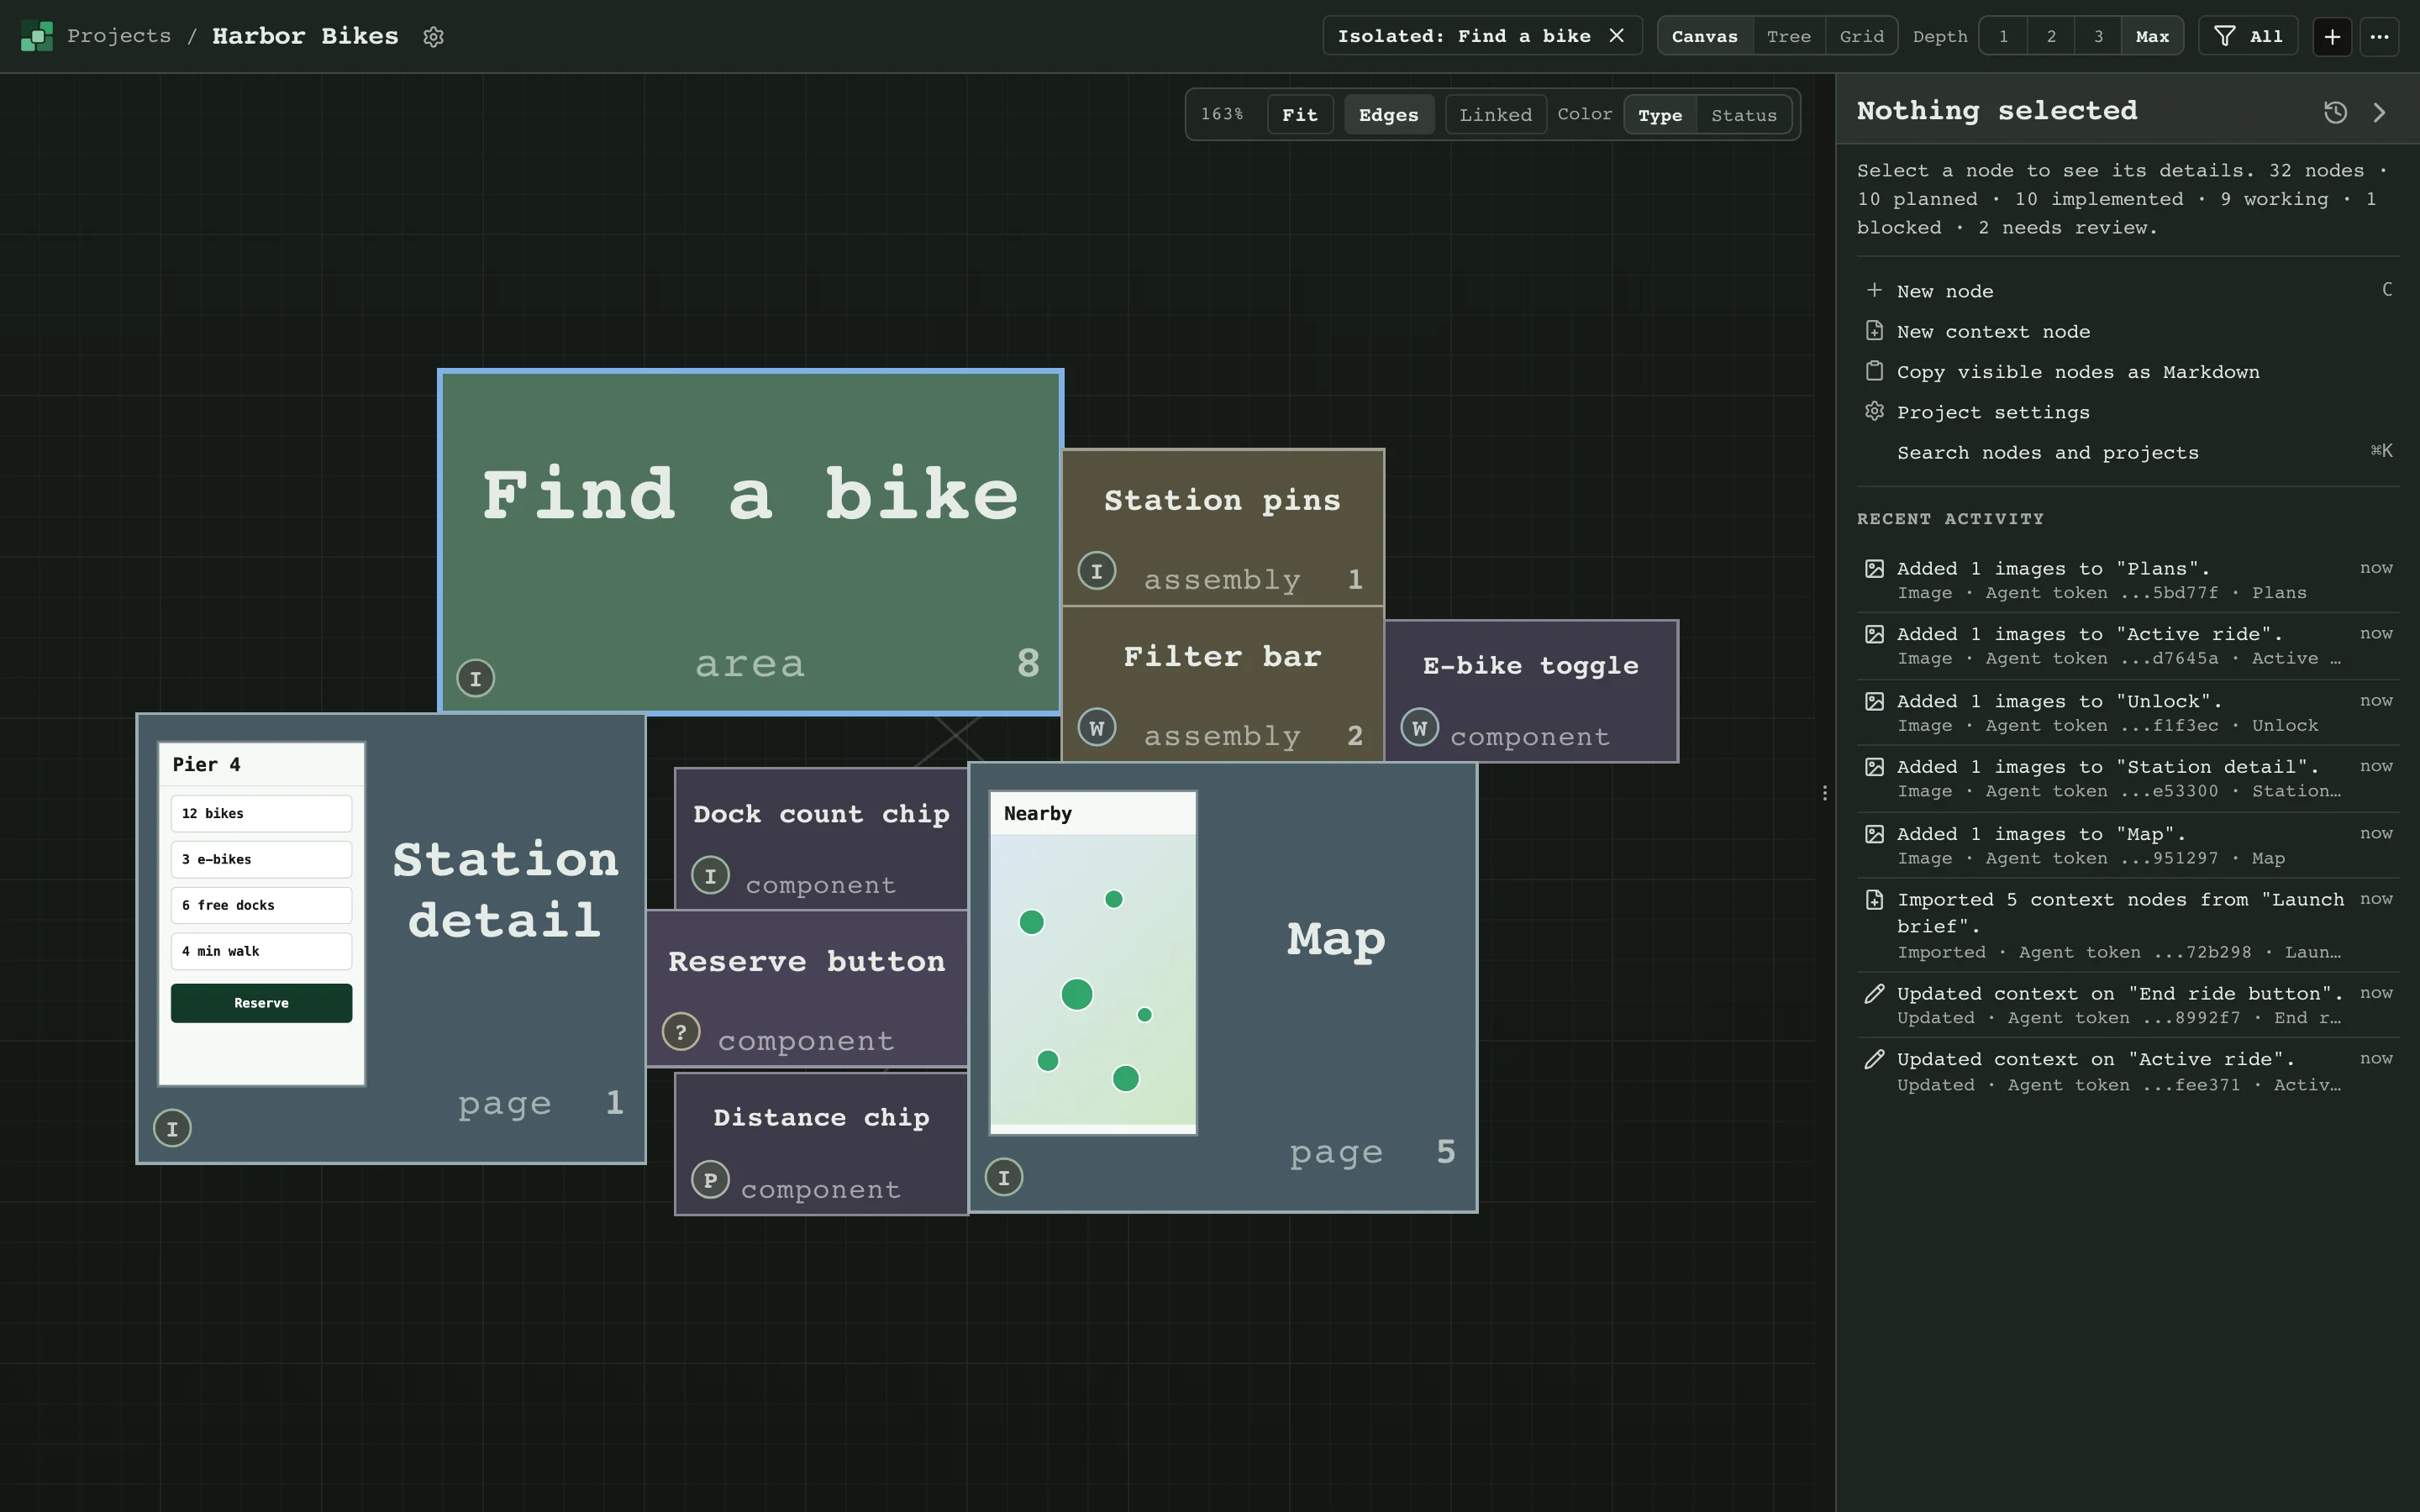 Projects / Harbor Bikes
Isolated: Find a bike
Canvas Tree Grid
Depth 1 2 3 Max
All
163% Fit Edges Linked Color Type Status
Find a bike
area 8
I
Station pins
I assembly 1
Filter bar
W assembly 2
E-bike toggle
W component
Pier 4
12 bikes
3 e-bikes
6 free docks
4 min walk
Reserve
Station
detail
page 1
I
Dock count chip
I component
Reserve button
? component
Distance chip
P component
Nearby
Map
page 5
I
Nothing selected
Select a node to see its details. 32 nodes ·
10 planned · 10 implemented · 9 working · 1
blocked · 2 needs review.
New node C
New context node
Copy visible nodes as Markdown
Project settings
Search nodes and projects ⌘K
RECENT ACTIVITY
Added 1 images to "Plans". now
Image · Agent token ...5bd77f · Plans
Added 1 images to "Active ride". now
Image · Agent token ...d7645a · Active …
Added 1 images to "Unlock". now
Image · Agent token ...f1f3ec · Unlock
Added 1 images to "Station detail". now
Image · Agent token ...e53300 · Station…
Added 1 images to "Map". now
Image · Agent token ...951297 · Map
Imported 5 context nodes from "Launch now
brief".
Imported · Agent token ...72b298 · Laun…
Updated context on "End ride button". now
Updated · Agent token ...8992f7 · End r…
Updated context on "Active ride". now
Updated · Agent token ...fee371 · Activ…